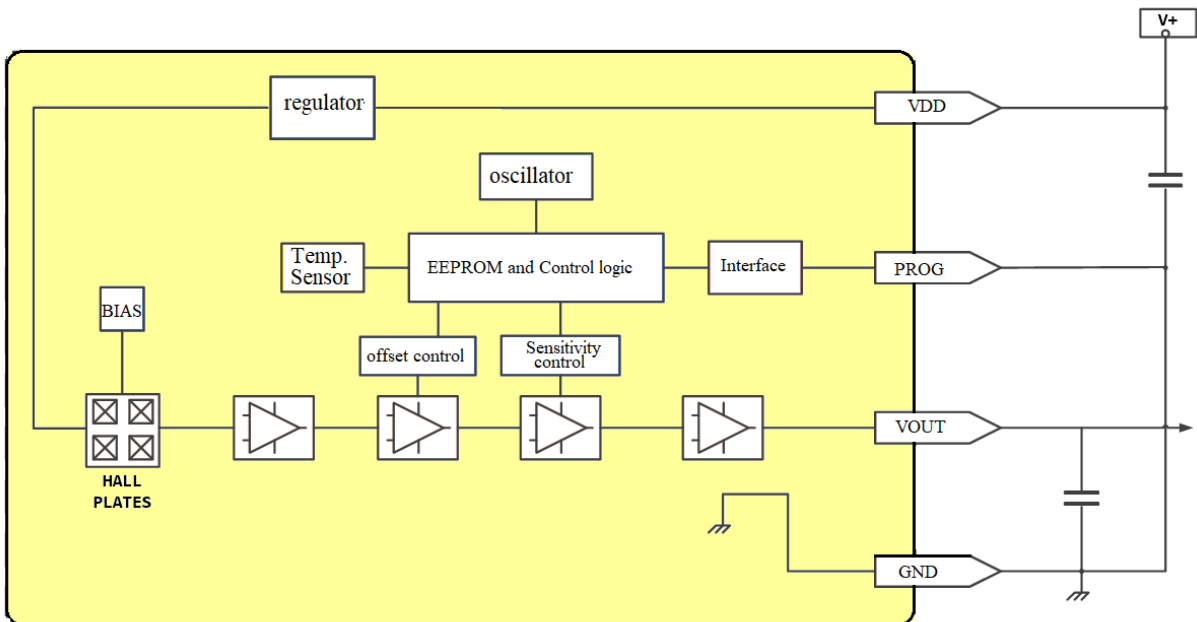 V+
regulator
VDD
oscillator
Temp.
Sensor
EEPROM and Control logic
Interface
PROG
BIAS
offset control
Sensitivity
control
VOUT
HALL
PLATES
GND